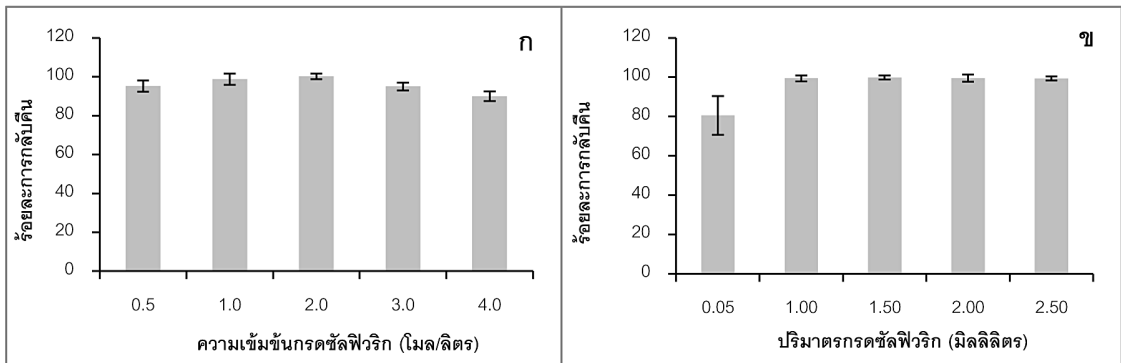 ก
120
100
80
60
40
20
0
ร้อยละการกลับคืน
0.5 1.0 2.0 3.0 4.0
ความเข้มข้นกรดซัลฟิวริก (โมล/ลิตร)
ข
120
100
80
60
40
20
0
ร้อยละการกลับคืน
0.05 1.00 1.50 2.00 2.50
ปริมาตรกรดซัลฟิวริก (มิลลิลิตร)